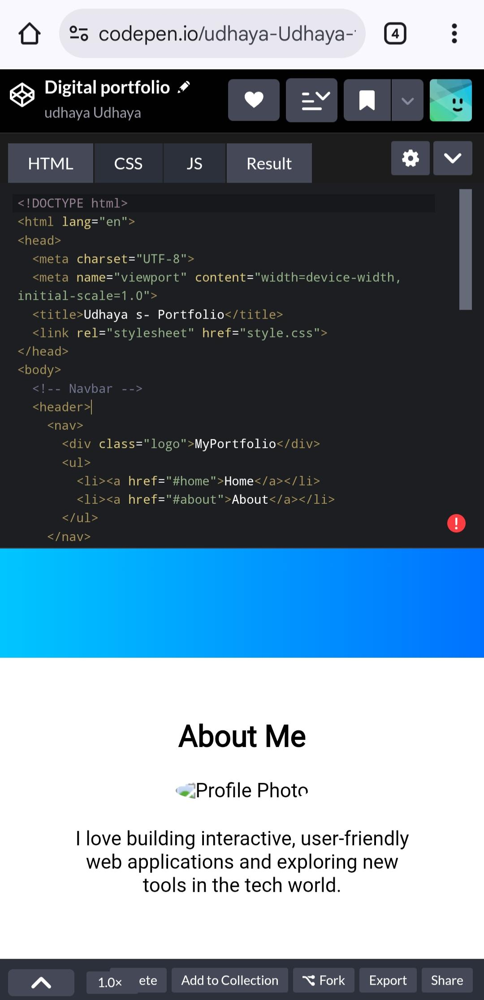 codepen.io/udhaya-Udhaya-
4
Digital portfolio
udhaya Udhaya
HTML CSS JS Result
<!DOCTYPE html>
<html lang="en">
<head>
<meta charset="UTF-8">
<meta name="viewport" content="width=device-width,
initial-scale=1.0">
<title>Udhaya s- Portfolio</title>
<link rel="stylesheet" href="style.css">
</head>
<body>
<!-- Navbar -->
<header>
<nav>
<div class="logo">MyPortfolio</div>
<ul>
<li><a href="#home">Home</a></li>
<li><a href="#about">About</a></li>
</ul>
</nav>
About Me
Profile Photo
I love building interactive, user-friendly
web applications and exploring new
tools in the tech world.
1.0× ete Add to Collection Fork Export Share